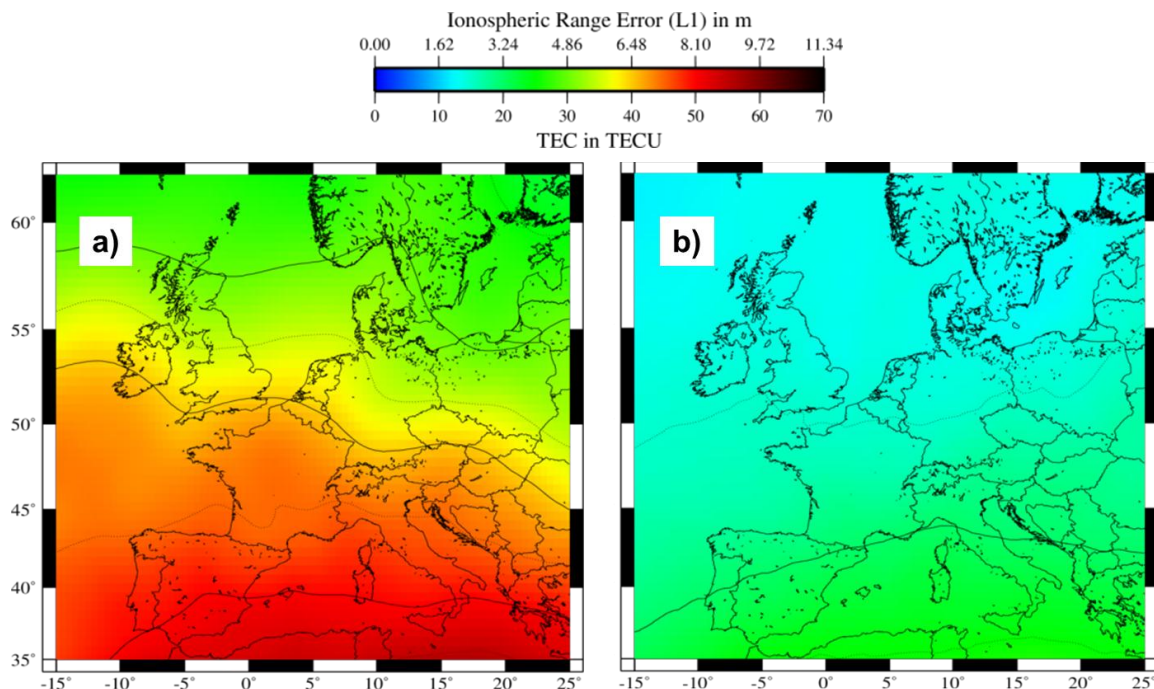 Ionospheric Range Error (L1) in m
0.00 1.62 3.24 4.86 6.48 8.10 9.72 11.34
0 10 20 30 40 50 60 70
TEC in TECU
a) b)
60˚
55˚
50˚
45˚
40˚
35˚
-15˚ -10˚ -5˚ 0˚ 5˚ 10˚ 15˚ 20˚ 25˚ -15˚ -10˚ -5˚ 0˚ 5˚ 10˚ 15˚ 20˚ 25˚